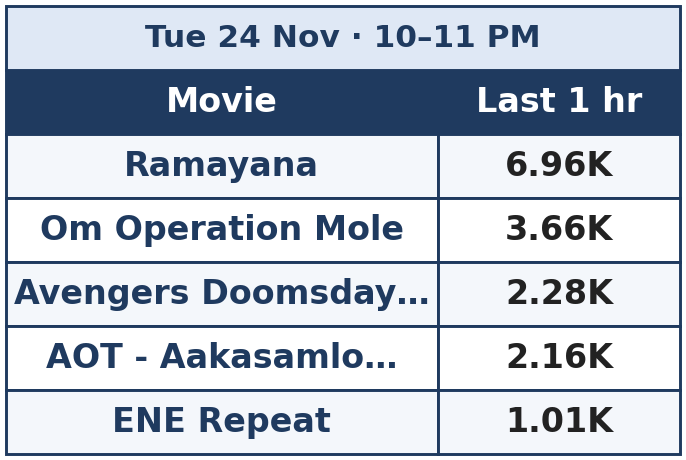 Tue 24 Nov · 10–11 PM
Movie Last 1 hr
Ramayana 6.96K
Om Operation Mole 3.66K
Avengers Doomsday... 2.28K
AOT - Aakasamlo... 2.16K
ENE Repeat 1.01K